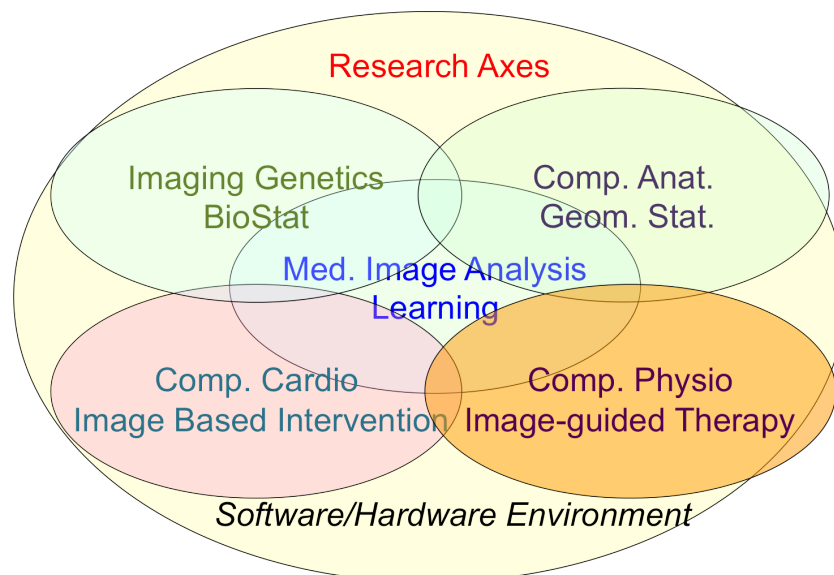 Research Axes
Imaging Genetics
BioStat
Comp. Anat.
Geom. Stat.
Med. Image Analysis
Learning
Comp. Cardio
Image Based Intervention
Comp. Physio
Image-guided Therapy
Software/Hardware Environment